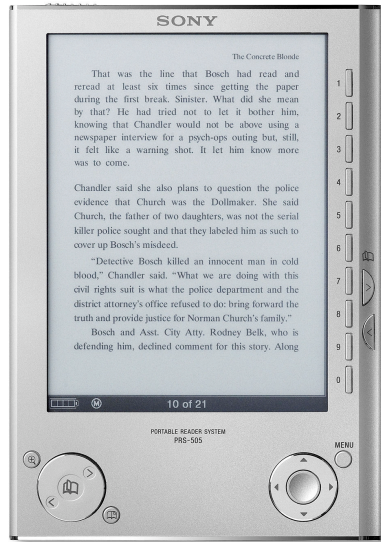 SONY
The Concrete Blonde
That was the line that Bosch had read and
reread at least six times since getting the paper
during the first break. Sinister. What did she mean
by that? He had tried not to let it bother him,
knowing that Chandler would not be above using a
newspaper interview for a psych-ops outing but, still,
it felt like a warning shot. It let him know more
was to come.
Chandler said she also plans to question the police
evidence that Church was the Dollmaker. She said
Church, the father of two daughters, was not the serial
killer police sought and that they labeled him as such to
cover up Bosch's misdeed.
“Detective Bosch killed an innocent man in cold
blood,” Chandler said. “What we are doing with this
civil rights suit is what the police department and the
district attorney's office refused to do: bring forward the
truth and provide justice for Norman Church's family.”
Bosch and Asst. City Atty. Rodney Belk, who is
defending him, declined comment for this story. Along
M
10 of 21
1
2
3
4
5
6
7
8
9
0
PORTABLE READER SYSTEM
PRS-505
MENU